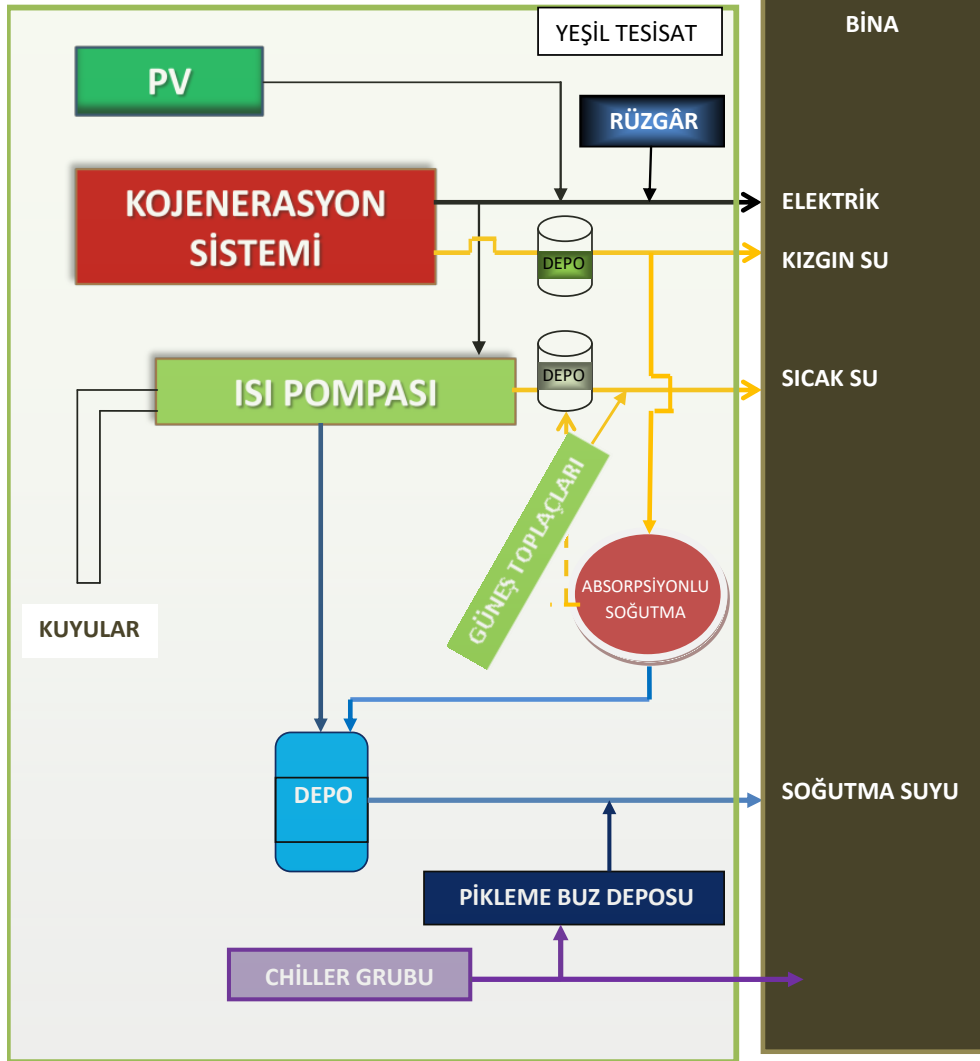 YEŞİL TESİSAT
BİNA
PV
RÜZGÂR
KOJENERASYON
SİSTEMİ
ELEKTRİK
DEPO
KIZGIN SU
ISI POMPASI
DEPO
SICAK SU
GÜNEŞ TOPLAÇLARI
ABSORPSİYONLU
SOĞUTMA
KUYULAR
DEPO
SOĞUTMA SUYU
PİKLEME BUZ DEPOSU
CHİLLER GRUBU